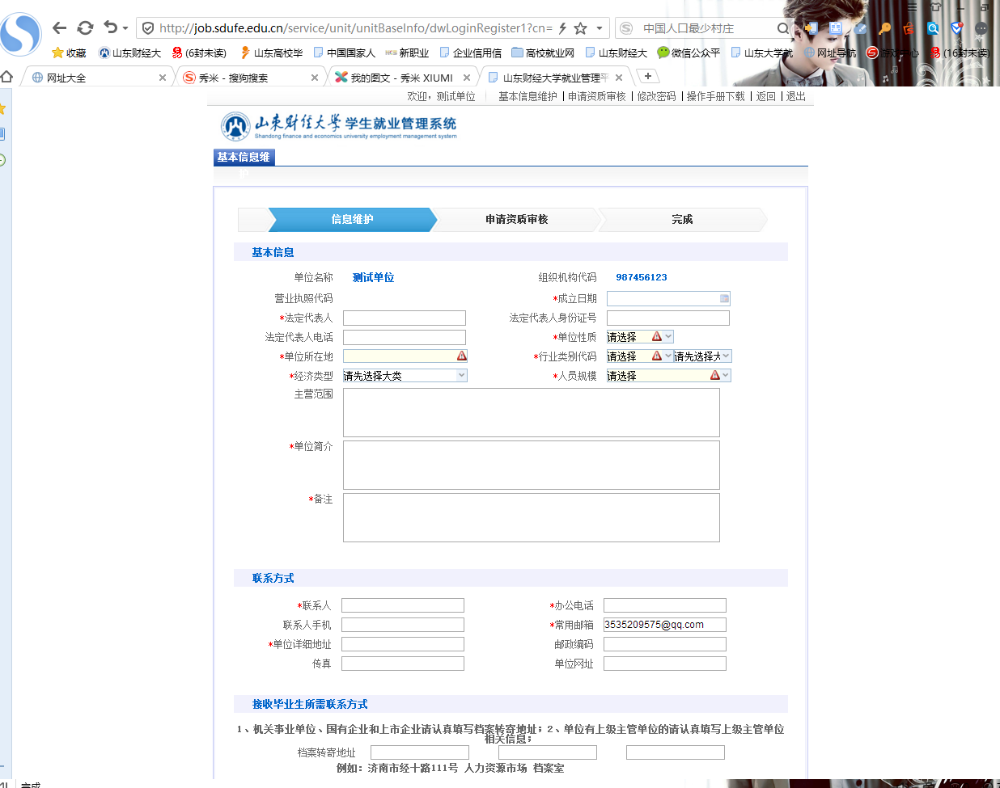 http://job.sdufe.edu.cn/service/unit/unitBaseInfo/dwLoginRegister1?cn= 中国人口最少村庄
收藏 山东财经大 (6封未读) 山东高校毕 中国国家人 新职业 企业信用信 高校就业网 山东财经大 微信公众平 山东大学就 网址导航 游戏中心 (16封未读)
网址大全 秀米 - 搜狗搜索 我的图文 - 秀米 XIUMI 山东财经大学就业管理平
欢迎，测试单位 基本信息维护 申请资质审核 修改密码 操作手册下载 返回 退出
山东财经大学 学生就业管理系统
Shandong finance and economics university employment management system
基本信息维
护
信息维护 申请资质审核 完成
基本信息
单位名称 测试单位 组织机构代码 987456123
营业执照代码 *成立日期
*法定代表人 法定代表人身份证号
法定代表人电话 *单位性质 请选择
*单位所在地 *行业类别代码 请选择 请先选择大
*经济类型 请先选择大类 *人员规模 请选择
主营范围
*单位简介
*备注
联系方式
*联系人 *办公电话
联系人手机 *常用邮箱 3535209575@qq.com
*单位详细地址 邮政编码
传真 单位网址
接收毕业生所需联系方式
1、机关事业单位、国有企业和上市企业请认真填写档案转寄地址；2、单位有上级主管单位的请认真填写上级主管单位
相关信息；
档案转寄地址
例如：济南市经十路111号 人力资源市场 档案室
完成